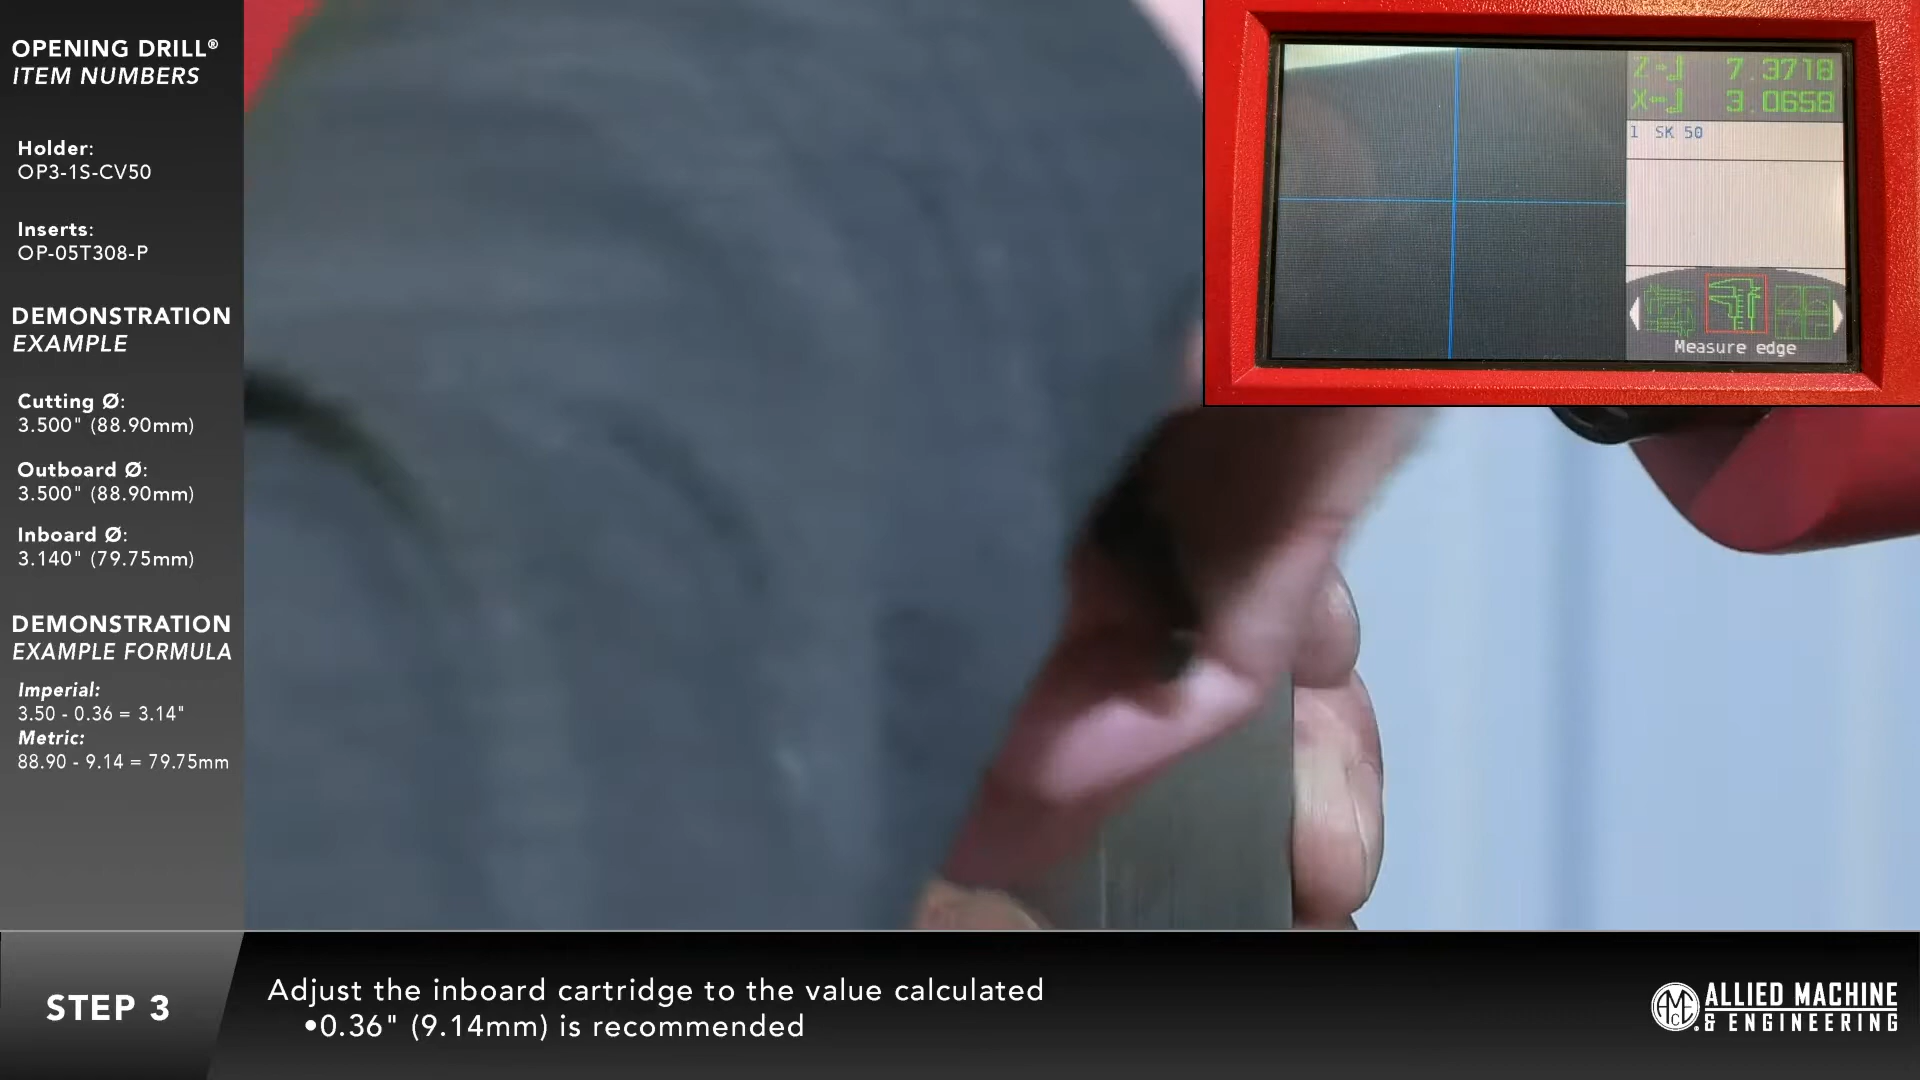 OPENING DRILL®
ITEM NUMBERS
Holder:
OP3-1S-CV50
Inserts:
OP-05T308-P
DEMONSTRATION
EXAMPLE
Cutting Ø:
3.500" (88.90mm)
Outboard Ø:
3.500" (88.90mm)
Inboard Ø:
3.140" (79.75mm)
DEMONSTRATION
EXAMPLE FORMULA
Imperial:
3.50 - 0.36 = 3.14"
Metric:
88.90 - 9.14 = 79.75mm
Z 7.3718
X 3.0658
1 SK 50
Measure edge
STEP 3
Adjust the inboard cartridge to the value calculated
•0.36" (9.14mm) is recommended
AMEC®
ALLIED MACHINE
& ENGINEERING